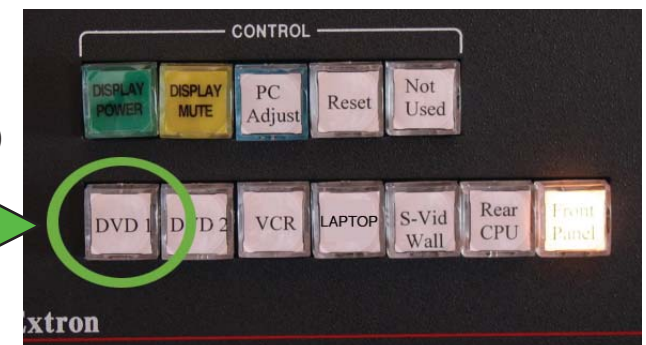 CONTROL
DISPLAY
POWER
DISPLAY
MUTE
PC
Adjust
Reset
Not
Used
DVD 1
DVD 2
VCR
LAPTOP
S-Vid
Wall
Rear
CPU
Front
Panel
xtron